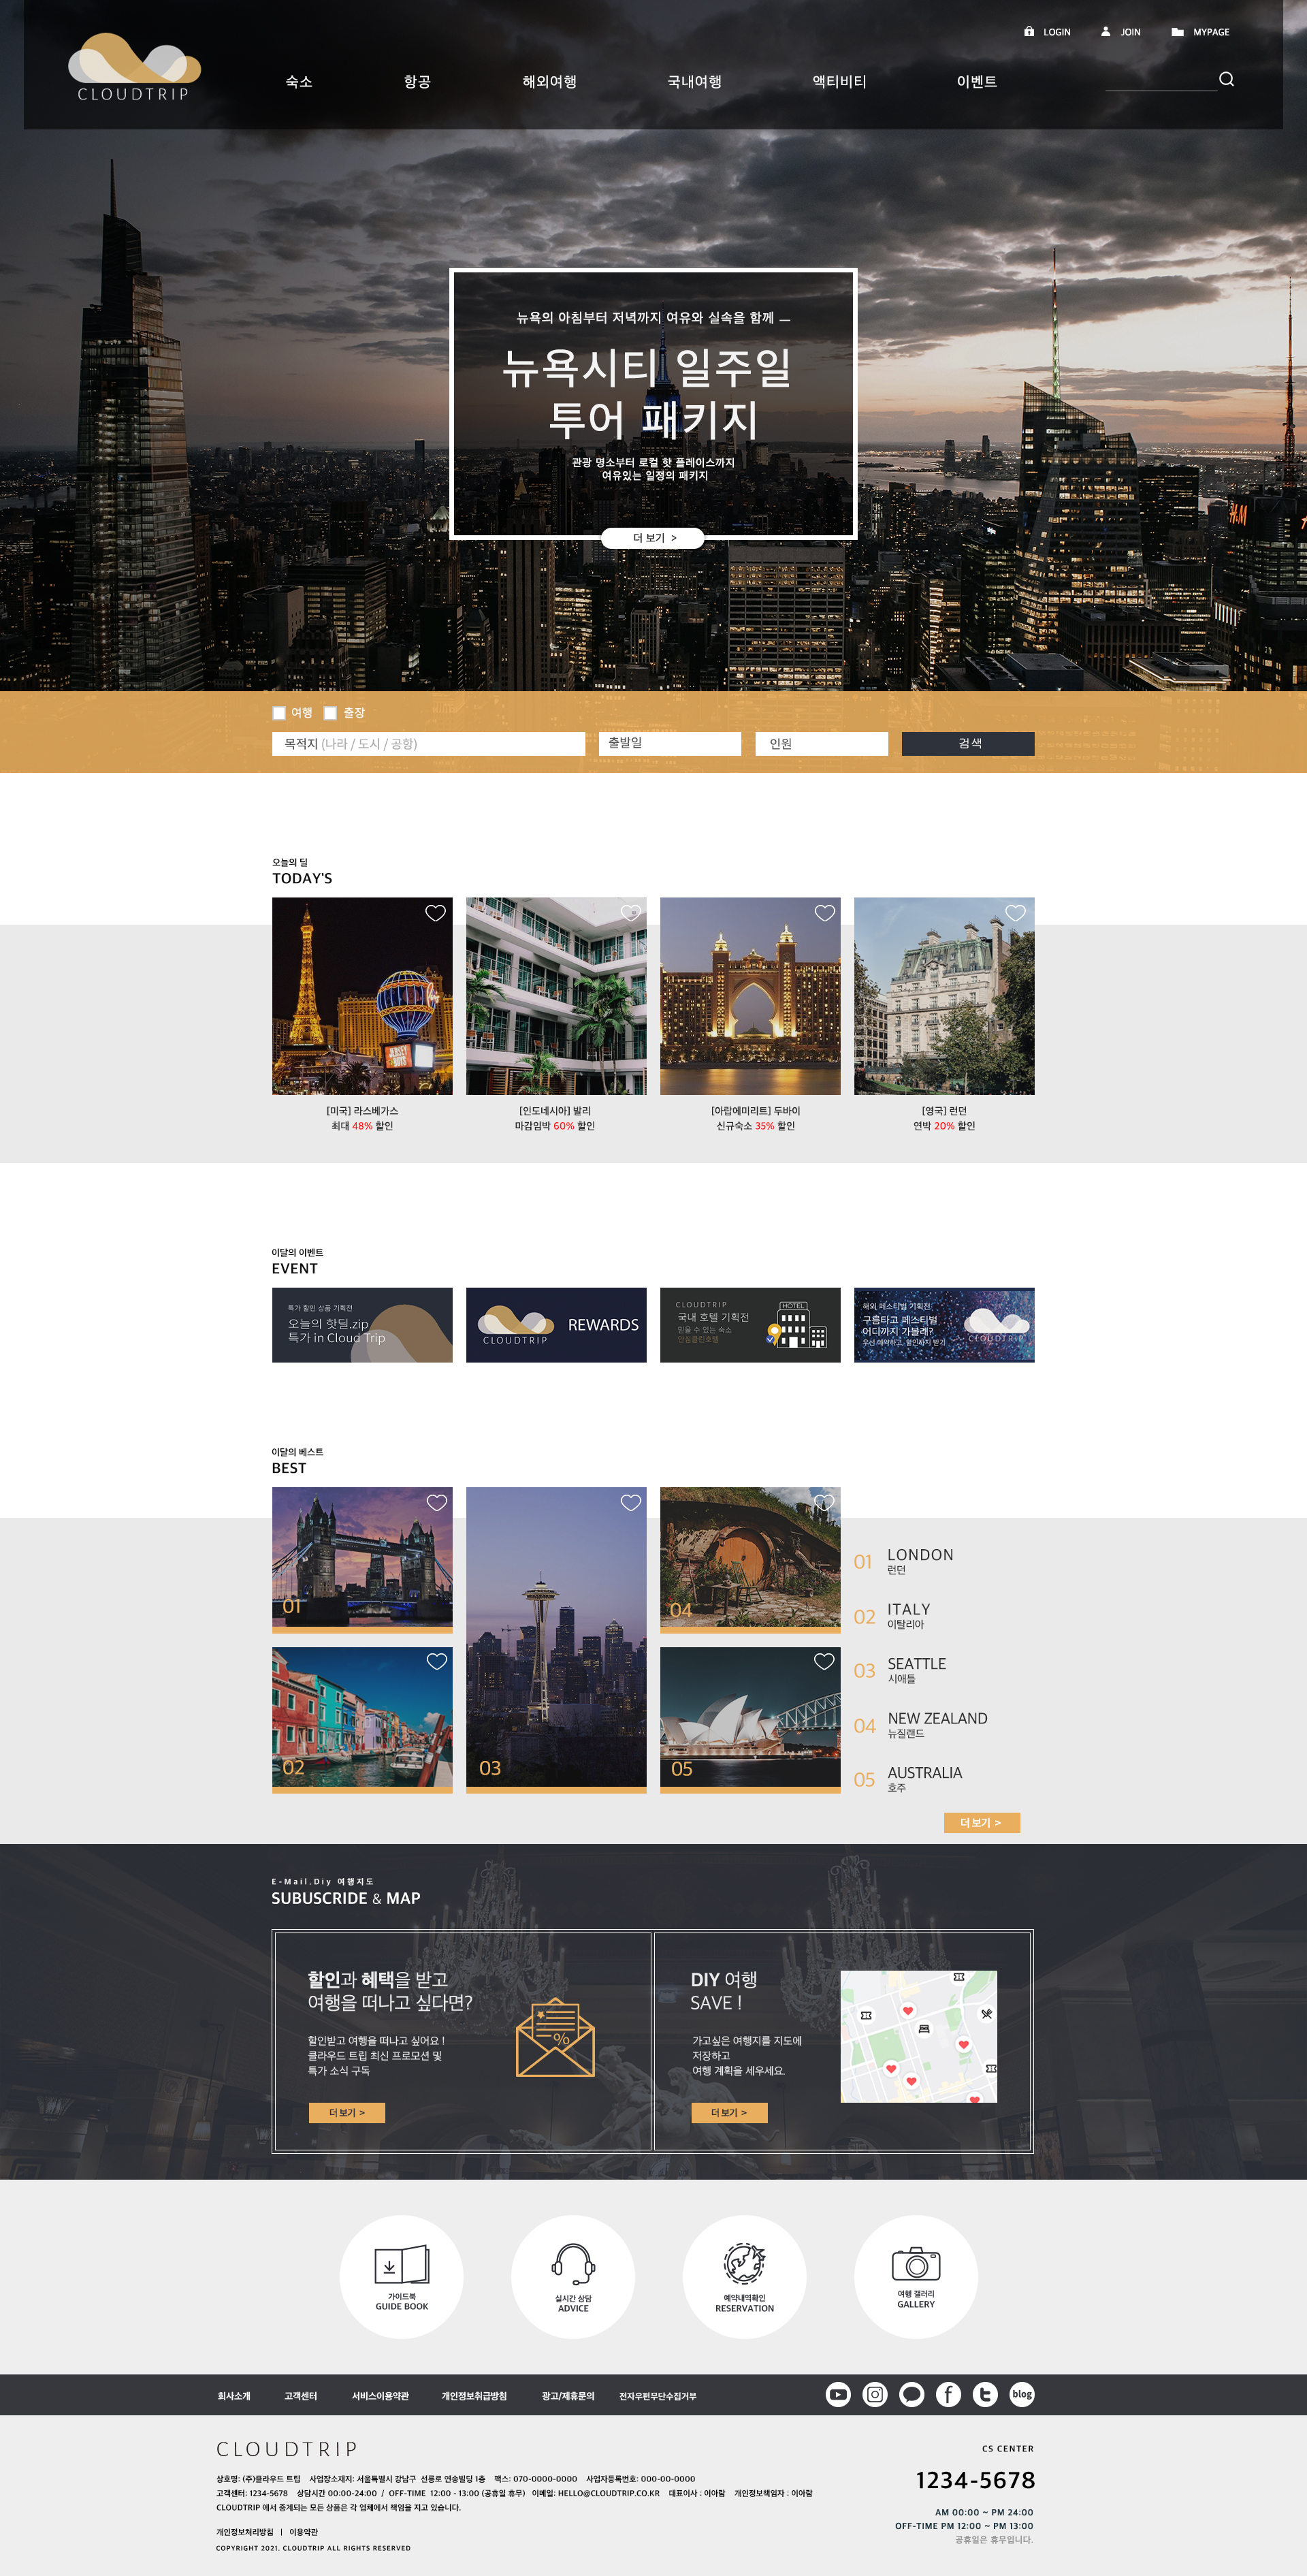 LOGIN JOIN MYPAGE
CLOUDTRIP
숙소 항공 해외여행 국내여행 액티비티 이벤트
뉴욕의 아침부터 저녁까지 여유와 실속을 함께 ㅡ
뉴욕시티 일주일
투어 패키지
관광 명소부터 로컬 핫 플레이스까지
여유있는 일정의 패키지
더 보기 >
H&M
여행 출장
목적지 (나라 / 도시 / 공항) 출발일 인원 검색
오늘의 딜
TODAY'S
[미국] 라스베가스
최대 48% 할인
[인도네시아] 발리
마감임박 60% 할인
[아랍에미리트] 두바이
신규숙소 35% 할인
[영국] 런던
연박 20% 할인
이달의 이벤트
EVENT
특가 할인 상품 기획전
오늘의 핫딜.zip
특가 in Cloud Trip
CLOUDTRIP
REWARDS
CLOUDTRIP
국내 호텔 기획전
믿을 수 있는 숙소
안심클린호텔
HOTEL
해외 페스티벌 기획전
구름타고 페스티벌
어디까지 가볼래?
우선 예약하고, 할인까지 받기
CLOUDTRIP
이달의 베스트
BEST
01
02
03
04
05
01 LONDON
런던
02 ITALY
이탈리아
03 SEATTLE
시애틀
04 NEW ZEALAND
뉴질랜드
05 AUSTRALIA
호주
더 보기 >
E-Mail.Diy 여행지도
SUBUSCRIDE & MAP
할인과 혜택을 받고
여행을 떠나고 싶다면?
할인받고 여행을 떠나고 싶어요 !
클라우드 트립 최신 프로모션 및
특가 소식 구독
더 보기 >
%
DIY 여행
SAVE !
가고싶은 여행지를 지도에
저장하고
여행 계획을 세우세요.
더 보기 >
가이드북
GUIDE BOOK
실시간 상담
ADVICE
예약내역확인
RESERVATION
여행 갤러리
GALLERY
회사소개 고객센터 서비스이용약관 개인정보취급방침 광고/제휴문의 전자우편무단수집거부
blog
CLOUDTRIP
상호명: (주)클라우드 트립 사업장소재지: 서울특별시 강남구 선릉로 연송빌딩 1층 팩스: 070-0000-0000 사업자등록번호: 000-00-0000
고객센터: 1234-5678 상담시간 00:00-24:00 / OFF-TIME 12:00 - 13:00 (공휴일 휴무) 이메일: HELLO@CLOUDTRIP.CO.KR 대표이사 : 이아람 개인정보책임자 : 이아람
CLOUDTRIP 에서 중계되는 모든 상품은 각 업체에서 책임을 지고 있습니다.
개인정보처리방침 | 이용약관
COPYRIGHT 2021. CLOUDTRIP ALL RIGHTS RESERVED
CS CENTER
1234-5678
AM 00:00 ~ PM 24:00
OFF-TIME PM 12:00 ~ PM 13:00
공휴일은 휴무입니다.